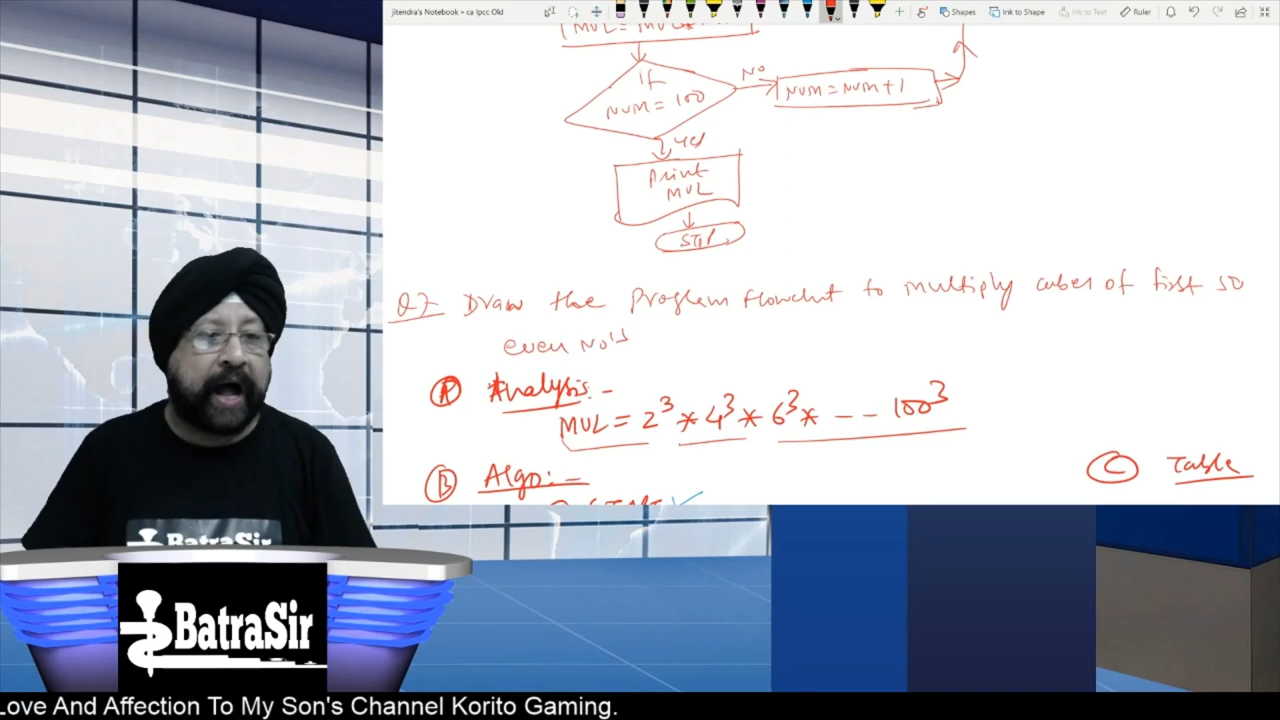 jitendra's Notebook » ca Ipcc Old
Shapes
Ink to Shape
Ink to Text
Ruler
if
NUM = 100
NO
NUM = NUM + 1
Yes
Print
MUL
STOP
Q7 Draw the program flowchat to multiply cubes of first 50
even No's
A Analysis -
MUL = 2³ * 4³ * 6³ * - - 100³
B Algo: -
C Table
BatraSir
BatraSir
Love And Affection To My Son's Channel Korito Gaming.